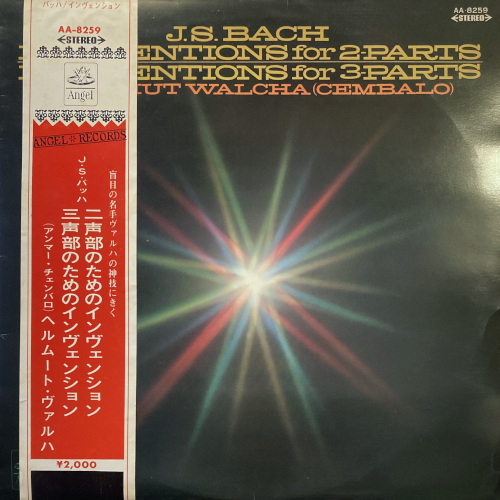 バッハ/インヴェンション
AA-8259
STEREO
Angel
ANGEL RECORDS
盲目の名手ヴァルハの神技にきく
J・S・バッハ
二声部のためのインヴェンション
三声部のためのインヴェンション
(アンマー・チェンバロ) ヘルムート・ヴァルハ
¥2,000
AA-8259
STEREO
J.S. BACH
ENTIONS for 2-PARTS
ENTIONS for 3-PARTS
UT WALCHA (CEMBALO)